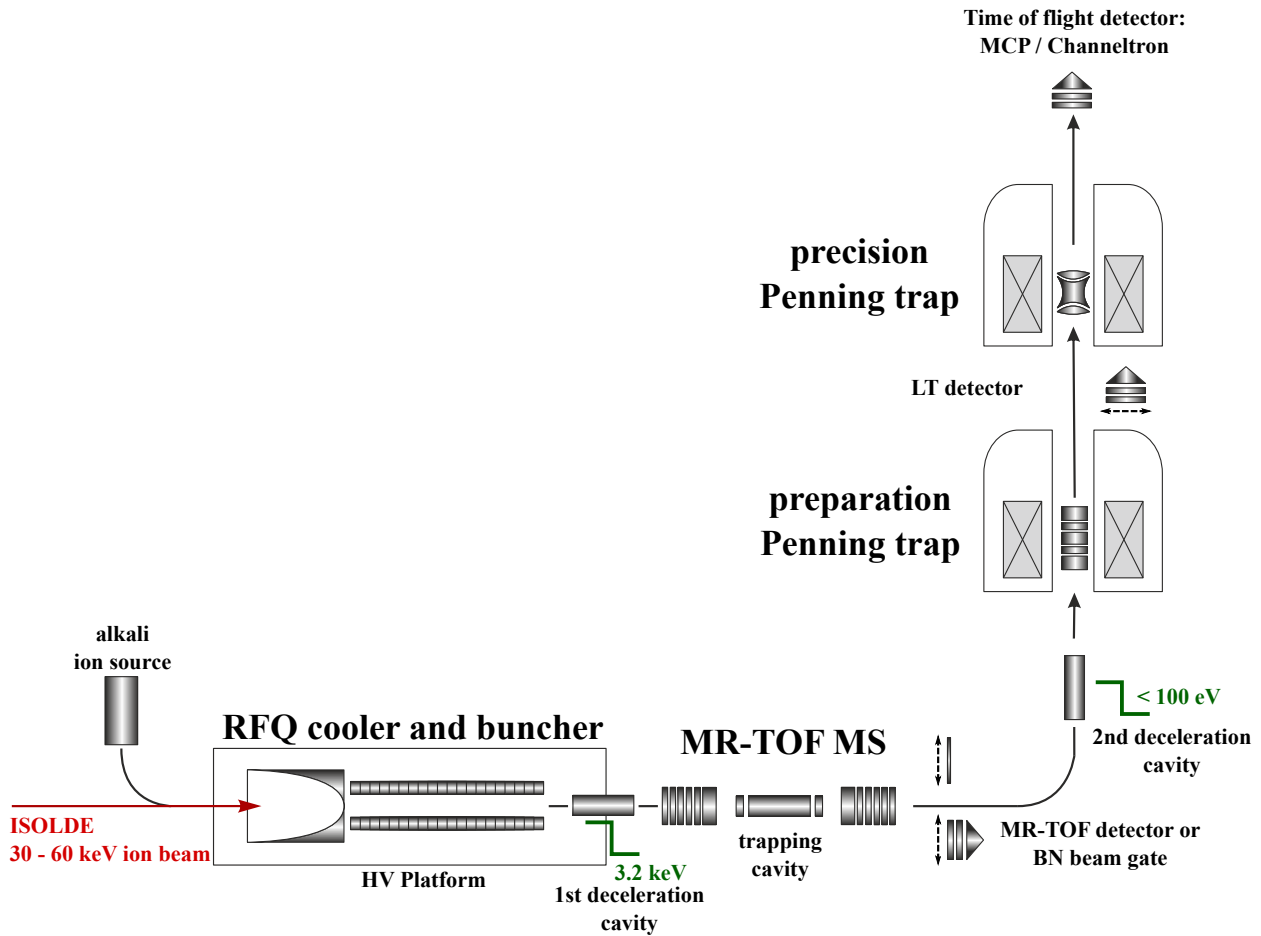 Time of flight detector:
MCP / Channeltron
precision
Penning trap
LT detector
preparation
Penning trap
alkali
ion source
< 100 eV
2nd deceleration
cavity
RFQ cooler and buncher
MR-TOF MS
ISOLDE
30 - 60 keV ion beam
HV Platform
3.2 keV
1st deceleration
cavity
trapping
cavity
MR-TOF detector or
BN beam gate